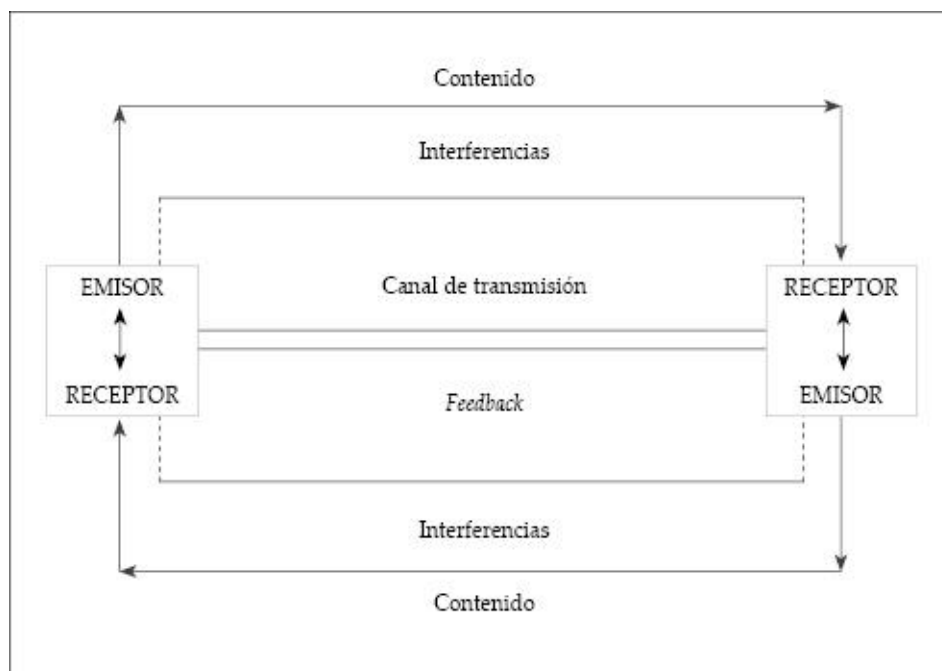 Contenido
Interferencias
EMISOR
Canal de transmisión
RECEPTOR
RECEPTOR
Feedback
EMISOR
Interferencias
Contenido